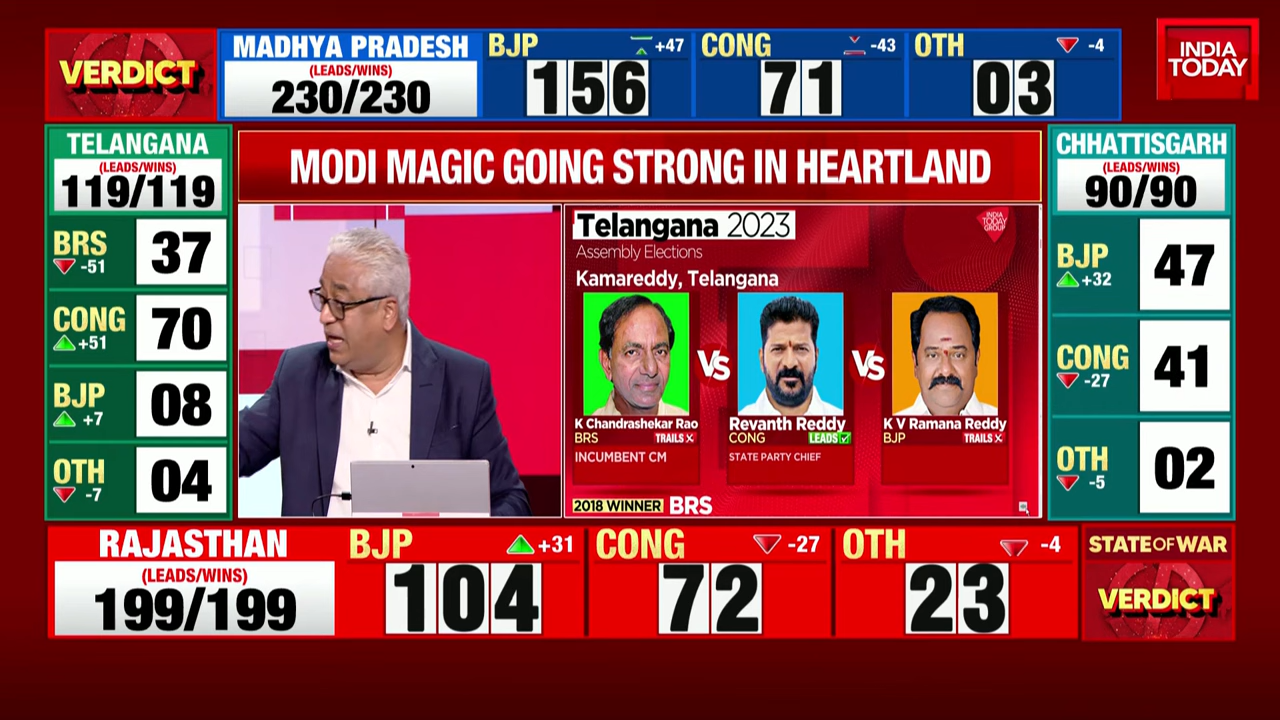 VERDICT
MADHYA PRADESH
(LEADS/WINS)
230/230
BJP
+47
156
CONG
-43
71
OTH
-4
03
INDIA
TODAY
TELANGANA
(LEADS/WINS)
119/119
BRS
-51
37
CONG
+51
70
BJP
+7
08
OTH
-7
04
MODI MAGIC GOING STRONG IN HEARTLAND
Telangana 2023
Assembly Elections
Kamareddy, Telangana
INDIA
TODAY
GROUP
VS
VS
K Chandrashekar Rao
BRS TRAILS
INCUMBENT CM
Revanth Reddy
CONG LEADS
STATE PARTY CHIEF
K V Ramana Reddy
BJP TRAILS
2018 WINNER BRS
CHHATTISGARH
(LEADS/WINS)
90/90
BJP
+32
47
CONG
-27
41
OTH
-5
02
RAJASTHAN
(LEADS/WINS)
199/199
BJP
+31
104
CONG
-27
72
OTH
-4
23
STATE OF WAR
VERDICT